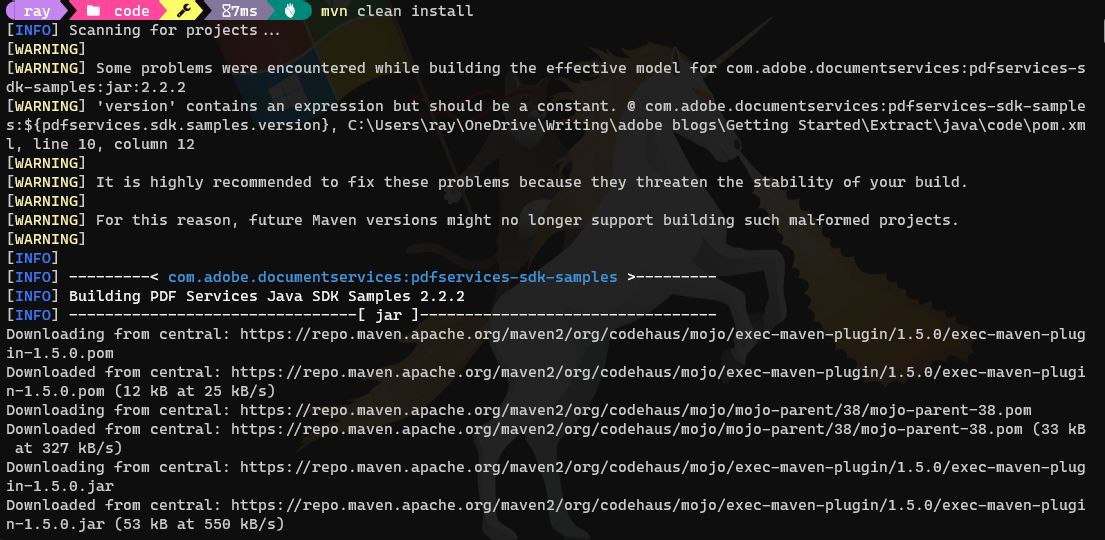 ray code 7ms mvn clean install
[INFO] Scanning for projects...
[WARNING]
[WARNING] Some problems were encountered while building the effective model for com.adobe.documentservices:pdfservices-s
dk-samples:jar:2.2.2
[WARNING] 'version' contains an expression but should be a constant. @ com.adobe.documentservices:pdfservices-sdk-sample
s:${pdfservices.sdk.samples.version}, C:\Users\ray\OneDrive\Writing\adobe blogs\Getting Started\Extract\java\code\pom.xm
l, line 10, column 12
[WARNING]
[WARNING] It is highly recommended to fix these problems because they threaten the stability of your build.
[WARNING]
[WARNING] For this reason, future Maven versions might no longer support building such malformed projects.
[WARNING]
[INFO]
[INFO] ---------< com.adobe.documentservices:pdfservices-sdk-samples >---------
[INFO] Building PDF Services Java SDK Samples 2.2.2
[INFO] --------------------------------[ jar ]---------------------------------
Downloading from central: https://repo.maven.apache.org/maven2/org/codehaus/mojo/exec-maven-plugin/1.5.0/exec-maven-plug
in-1.5.0.pom
Downloaded from central: https://repo.maven.apache.org/maven2/org/codehaus/mojo/exec-maven-plugin/1.5.0/exec-maven-plugi
n-1.5.0.pom (12 kB at 25 kB/s)
Downloading from central: https://repo.maven.apache.org/maven2/org/codehaus/mojo/mojo-parent/38/mojo-parent-38.pom
Downloaded from central: https://repo.maven.apache.org/maven2/org/codehaus/mojo/mojo-parent/38/mojo-parent-38.pom (33 kB
at 327 kB/s)
Downloading from central: https://repo.maven.apache.org/maven2/org/codehaus/mojo/exec-maven-plugin/1.5.0/exec-maven-plug
in-1.5.0.jar
Downloaded from central: https://repo.maven.apache.org/maven2/org/codehaus/mojo/exec-maven-plugin/1.5.0/exec-maven-plugi
n-1.5.0.jar (53 kB at 550 kB/s)